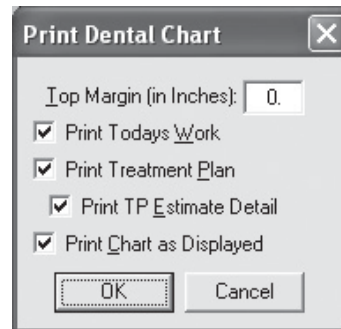 Print Dental Chart
Top Margin (in Inches): 0.
Print Todays Work
Print Treatment Plan
Print TP Estimate Detail
Print Chart as Displayed
OK Cancel